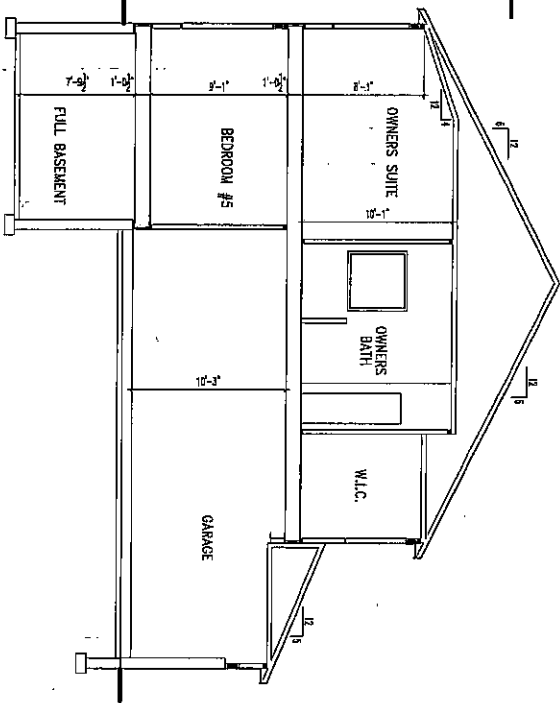 6
12
12
6
12
4
8'-1"
OWNERS SUITE
10'-1"
OWNERS
BATH
W.I.C.
1'-0½"
9'-1"
BEDROOM #5
10'-3"
GARAGE
12
1'-0½"
7'-9½"
FULL BASEMENT